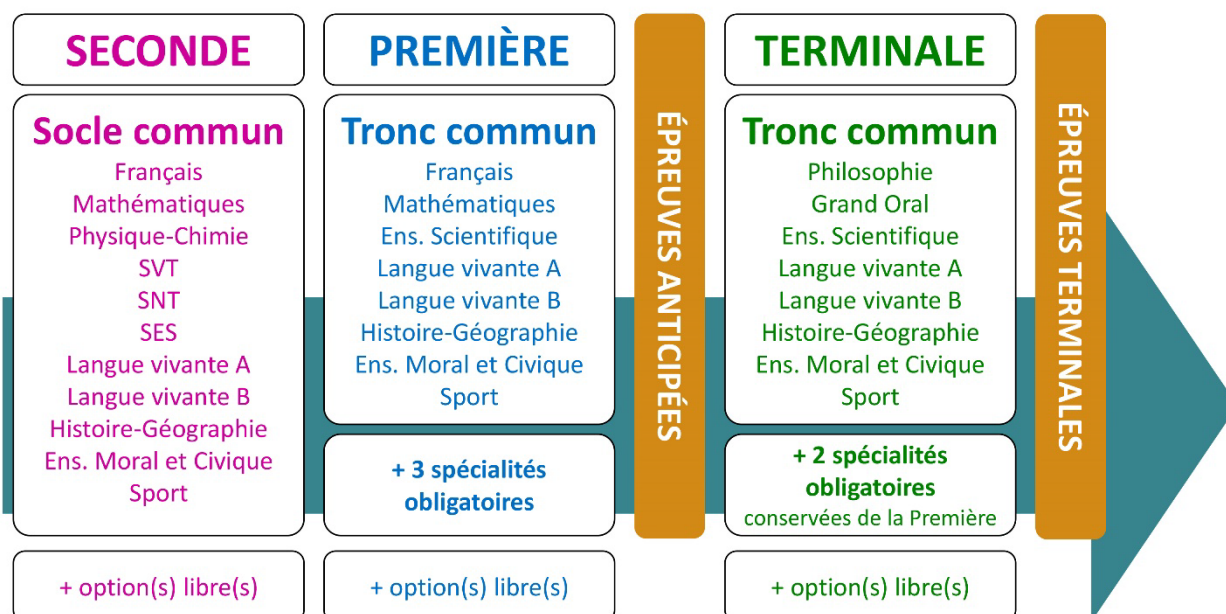 SECONDE
Socle commun
Français
Mathématiques
Physique-Chimie
SVT
SNT
SES
Langue vivante A
Langue vivante B
Histoire-Géographie
Ens. Moral et Civique
Sport
+ option(s) libre(s)
PREMIÈRE
Tronc commun
Français
Mathématiques
Ens. Scientifique
Langue vivante A
Langue vivante B
Histoire-Géographie
Ens. Moral et Civique
Sport
+ 3 spécialités
obligatoires
+ option(s) libre(s)
ÉPREUVES ANTICIPÉES
TERMINALE
Tronc commun
Philosophie
Grand Oral
Ens. Scientifique
Langue vivante A
Langue vivante B
Histoire-Géographie
Ens. Moral et Civique
Sport
+ 2 spécialités
obligatoires
conservées de la Première
+ option(s) libre(s)
ÉPREUVES TERMINALES